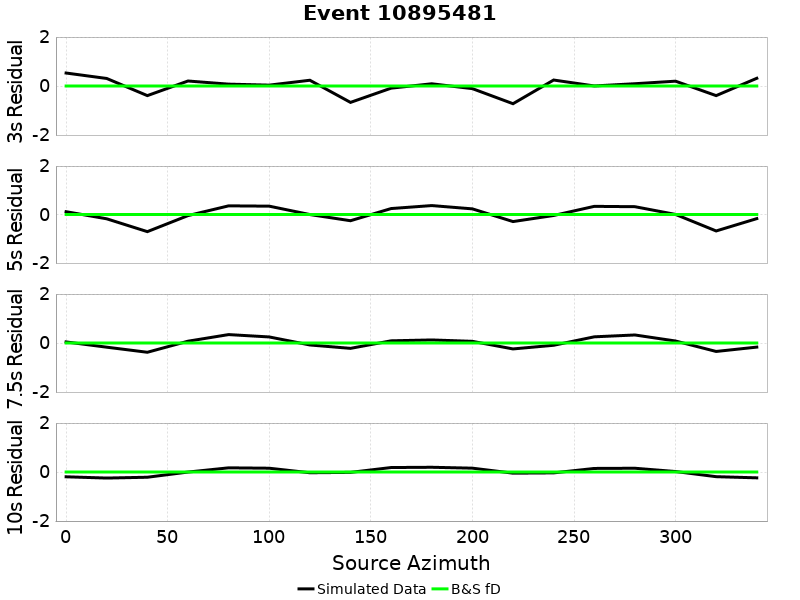 Event 10895481
3s Residual
2
0
-2
5s Residual
2
0
-2
7.5s Residual
2
0
-2
10s Residual
2
0
-2
0 50 100 150 200 250 300
Source Azimuth
Simulated Data B&S fD